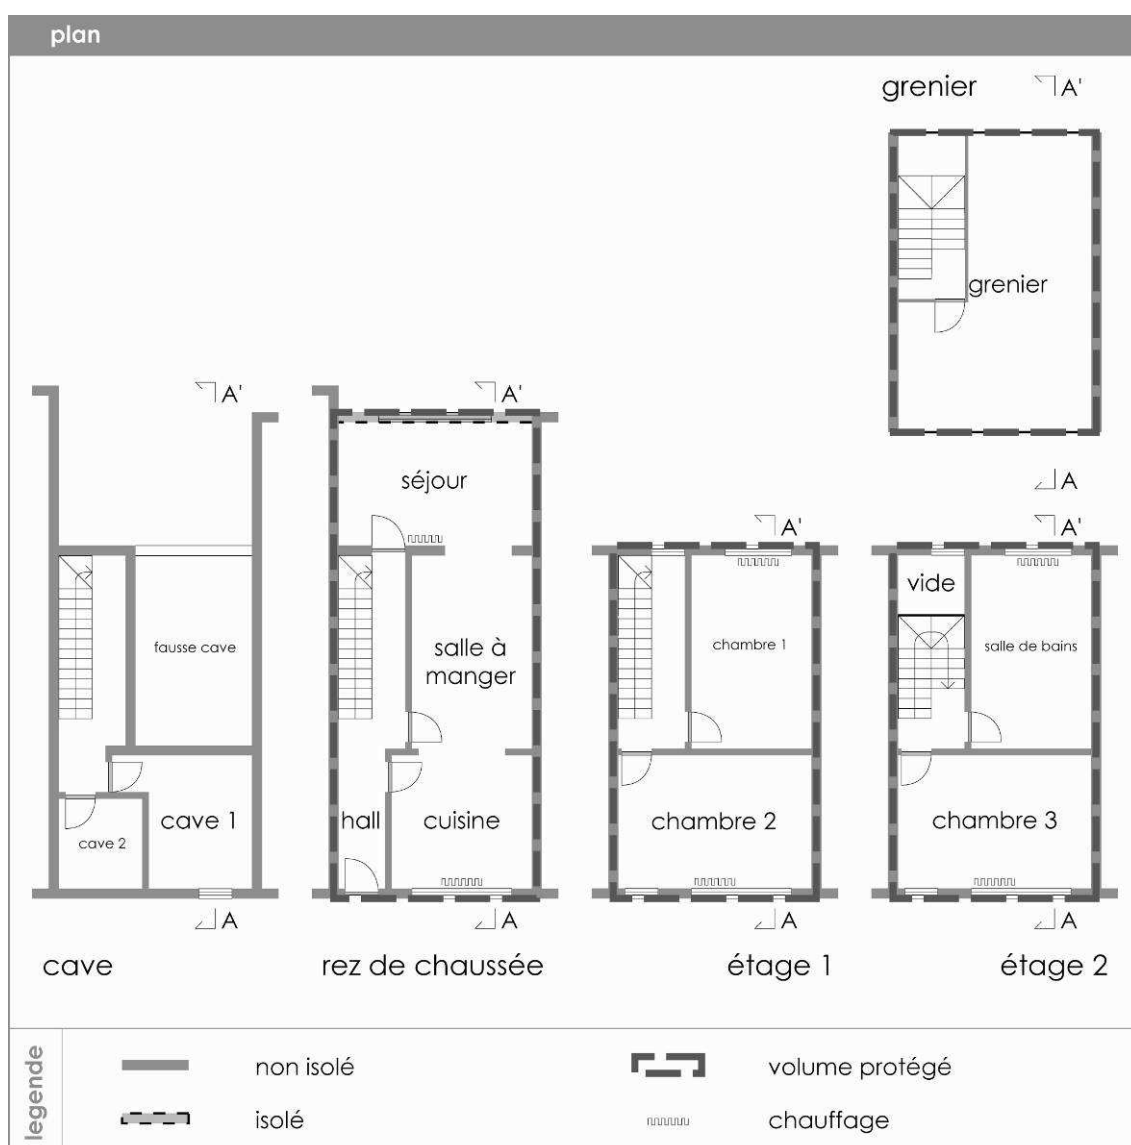 plan
grenier
A'
grenier
A
A'
A'
A'
A'
séjour
vide
fausse cave
salle à
manger
chambre 1
salle de bains
cave 1
cave 2
hall
cuisine
chambre 2
chambre 3
A
A
A
A
cave
rez de chaussée
étage 1
étage 2
legende
non isolé
volume protégé
isolé
chauffage